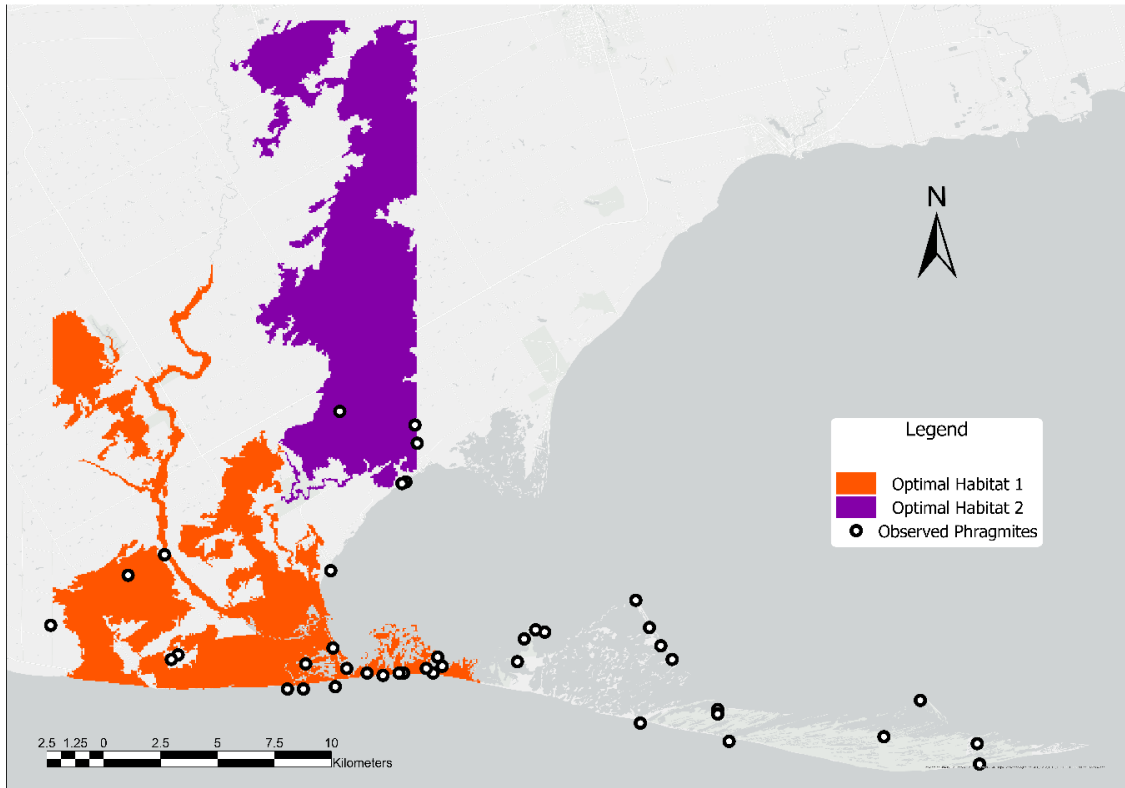 N
Legend
Optimal Habitat 1
Optimal Habitat 2
Observed Phragmites
2.5 1.25 0 2.5 5 7.5 10
Kilometers